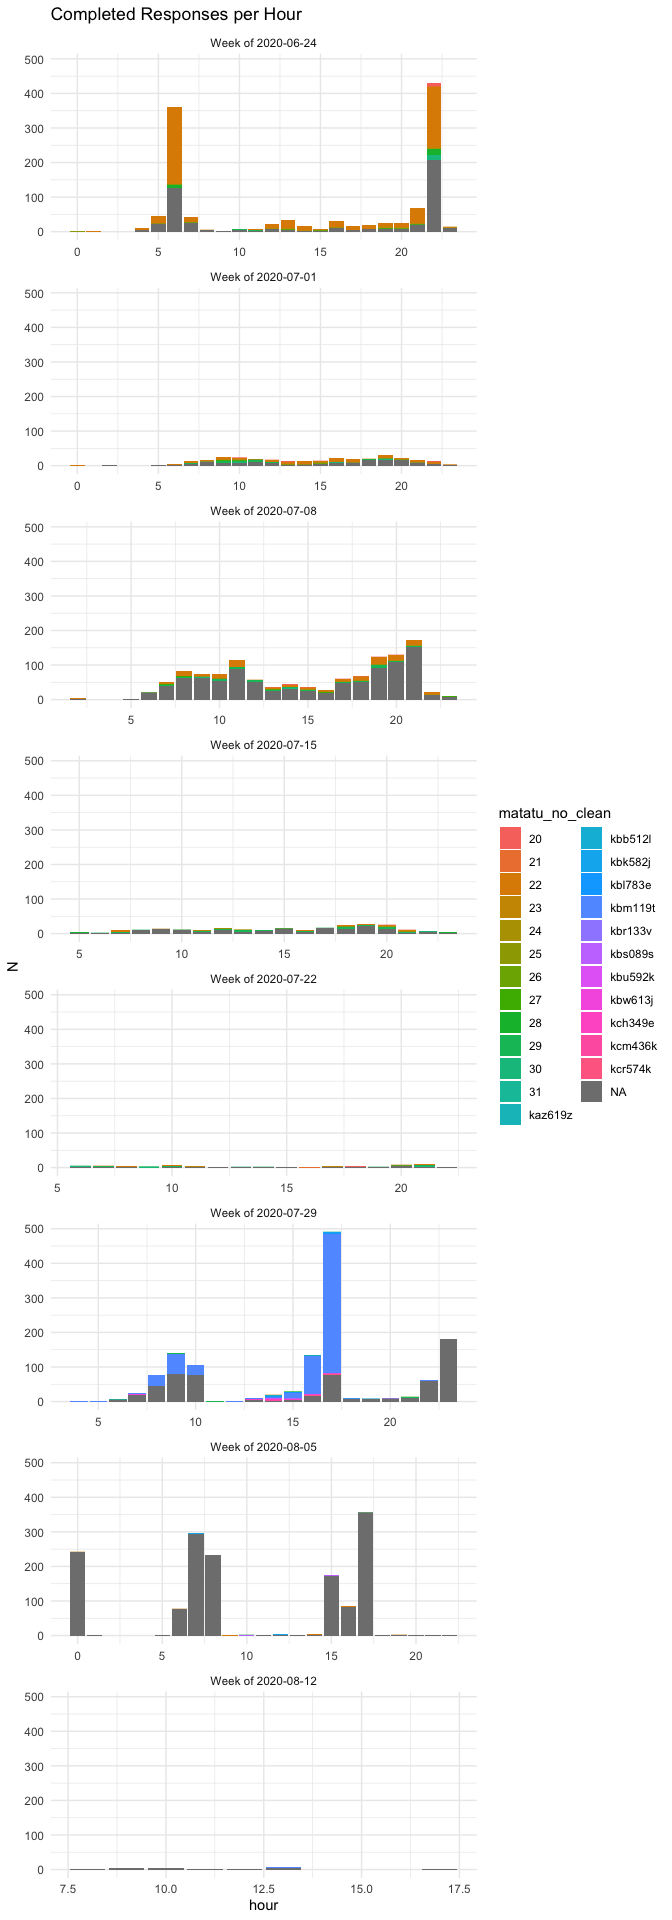 Completed Responses per Hour
Week of 2020-06-24
500
400
300
200
100
0
0 5 10 15 20
Week of 2020-07-01
500
400
300
200
100
0
0 5 10 15 20
Week of 2020-07-08
500
400
300
200
100
0
5 10 15 20
Week of 2020-07-15
500
400
300
200
100
0
5 10 15 20
N
Week of 2020-07-22
500
400
300
200
100
0
5 10 15 20
Week of 2020-07-29
500
400
300
200
100
0
5 10 15 20
Week of 2020-08-05
500
400
300
200
100
0
0 5 10 15 20
Week of 2020-08-12
500
400
300
200
100
0
7.5 10.0 12.5 15.0 17.5
hour
matatu_no_clean
20
21
22
23
24
25
26
27
28
29
30
31
kaz619z
kbb512l
kbk582j
kbl783e
kbm119t
kbr133v
kbs089s
kbu592k
kbw613j
kch349e
kcm436k
kcr574k
NA